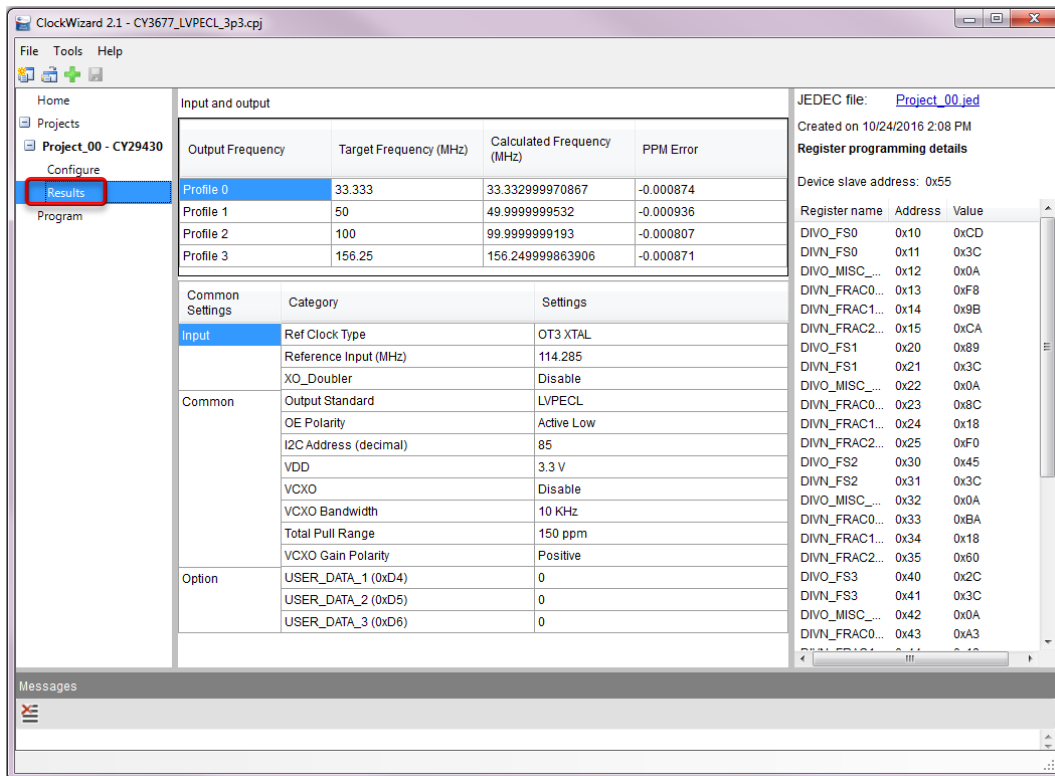 ClockWizard 2.1 - CY3677_LVPECL_3p3.cpj
File Tools Help
Home
Projects
Project_00 - CY29430
Configure
Results
Program
Input and output
Output Frequency Target Frequency (MHz) Calculated Frequency (MHz) PPM Error
Profile 0 33.333 33.332999970867 -0.000874
Profile 1 50 49.9999999532 -0.000936
Profile 2 100 99.9999999193 -0.000807
Profile 3 156.25 156.249999863906 -0.000871
Common Settings Category Settings
Input Ref Clock Type OT3 XTAL
Reference Input (MHz) 114.285
XO_Doubler Disable
Common Output Standard LVPECL
OE Polarity Active Low
I2C Address (decimal) 85
VDD 3.3 V
VCXO Disable
VCXO Bandwidth 10 KHz
Total Pull Range 150 ppm
VCXO Gain Polarity Positive
Option USER_DATA_1 (0xD4) 0
USER_DATA_2 (0xD5) 0
USER_DATA_3 (0xD6) 0
JEDEC file: Project_00.jed
Created on 10/24/2016 2:08 PM
Register programming details
Device slave address: 0x55
Register name Address Value
DIVO_FS0 0x10 0xCD
DIVN_FS0 0x11 0x3C
DIVO_MISC_... 0x12 0x0A
DIVN_FRAC0... 0x13 0xF8
DIVN_FRAC1... 0x14 0x9B
DIVN_FRAC2... 0x15 0xCA
DIVO_FS1 0x20 0x89
DIVN_FS1 0x21 0x3C
DIVO_MISC_... 0x22 0x0A
DIVN_FRAC0... 0x23 0x8C
DIVN_FRAC1... 0x24 0x18
DIVN_FRAC2... 0x25 0xF0
DIVO_FS2 0x30 0x45
DIVN_FS2 0x31 0x3C
DIVO_MISC_... 0x32 0x0A
DIVN_FRAC0... 0x33 0xBA
DIVN_FRAC1... 0x34 0x18
DIVN_FRAC2... 0x35 0x60
DIVO_FS3 0x40 0x2C
DIVN_FS3 0x41 0x3C
DIVO_MISC_... 0x42 0x0A
DIVN_FRAC0... 0x43 0xA3
Messages